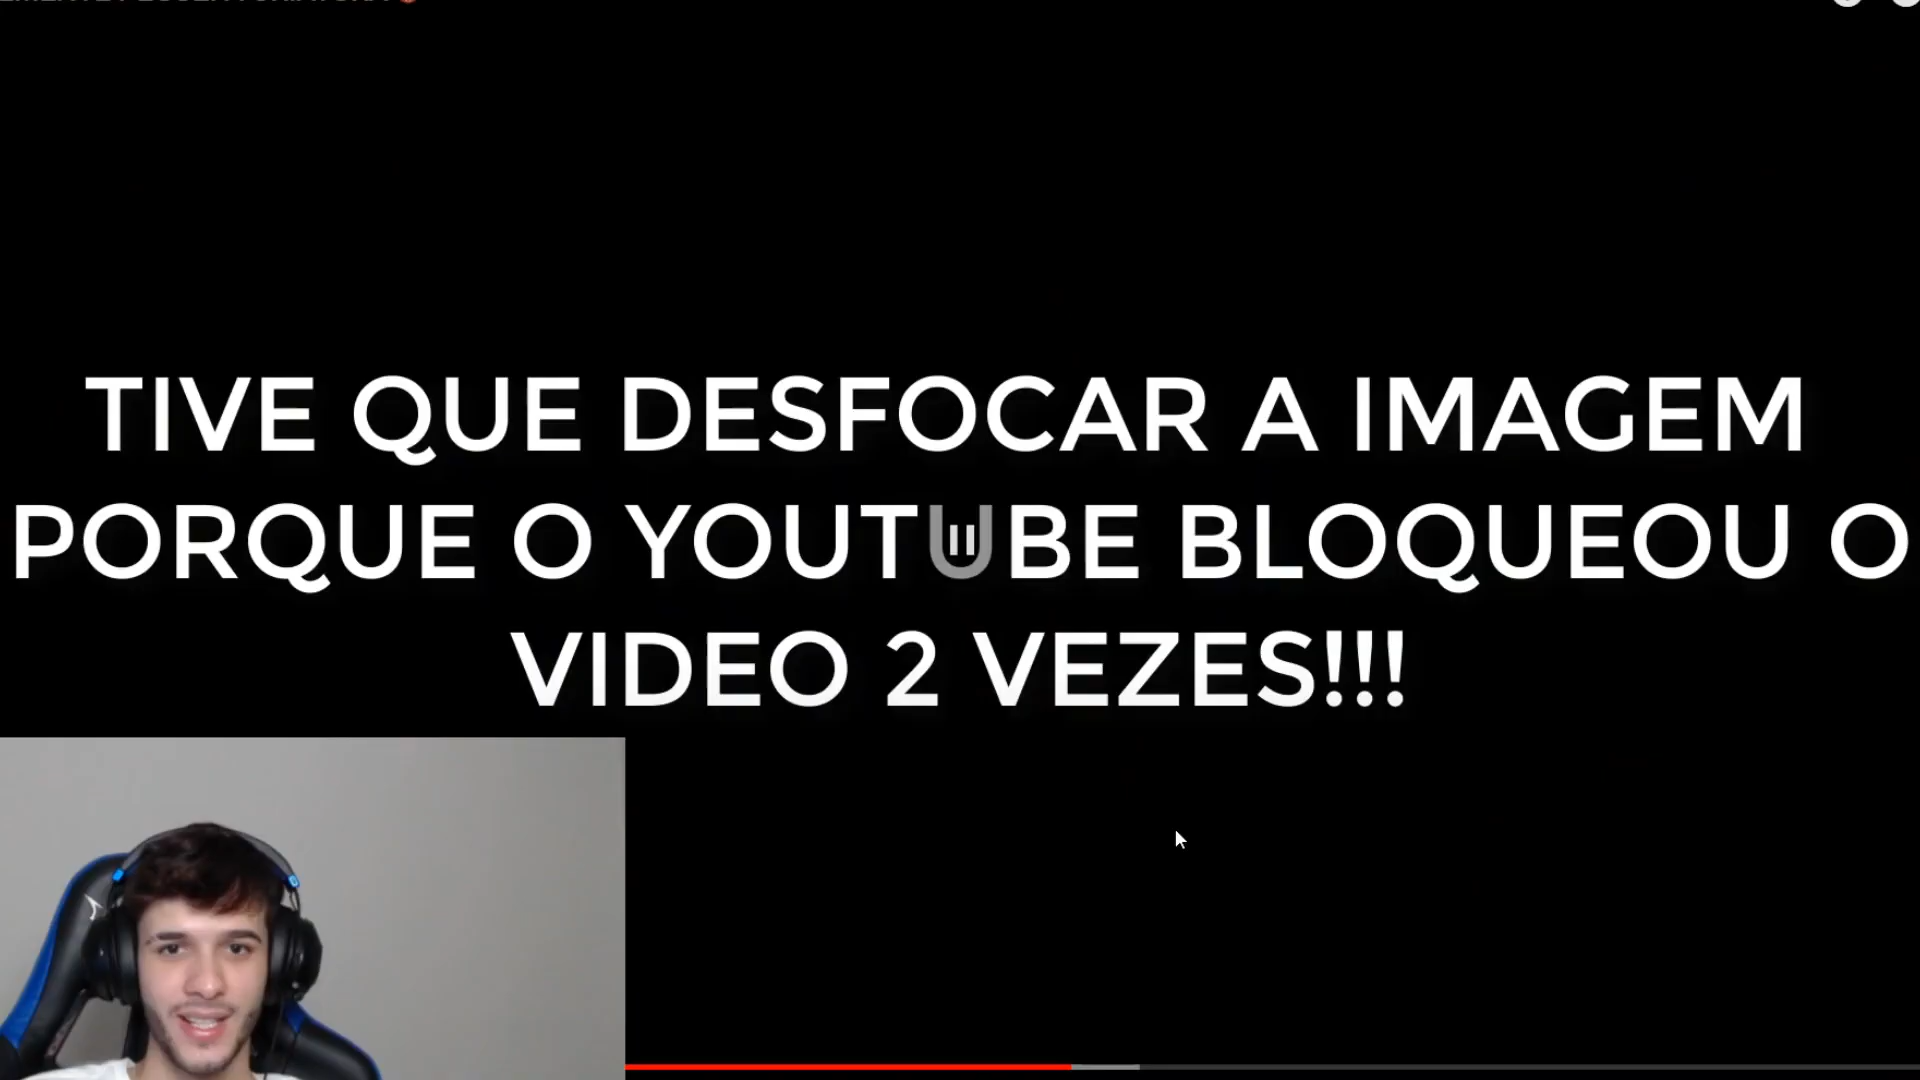 TIVE QUE DESFOCAR A IMAGEM
PORQUE O YOUTUBE BLOQUEOU O
VIDEO 2 VEZES!!!